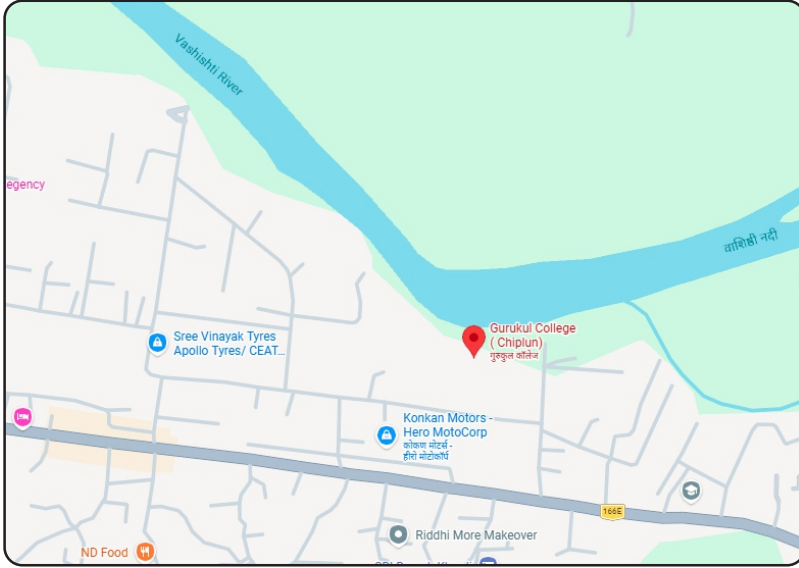 Vashishti River
egency
वाशिष्ठी नदी
Gurukul College
( Chiplun)
गुरुकुल कॉलेज
Sree Vinayak Tyres
Apollo Tyres/ CEAT...
Konkan Motors -
Hero MotoCorp
कोकण मोटर्स -
हीरो मोटोकॉर्प
166E
Riddhi More Makeover
ND Food